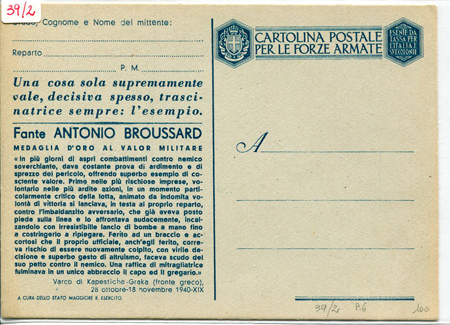 39/2
Grado, Cognome e Nome del mittente:
Reparto
P. M.
Una cosa sola supremamente
vale, decisiva spesso, trasci-
natrice sempre: l'esempio.
Fante ANTONIO BROUSSARD
MEDAGLIA D'ORO AL VALOR MILITARE
« In più giorni di aspri combattimenti contro nemico
soverchiante, dava costante prova di ardimento e di
sprezzo del pericolo, offrendo superbo esempio di co-
sciente valore. Primo nelle più rischiose imprese, vo-
lontario nelle più ardite azioni, in un momento parti-
colarmente critico della lotta, animato da indomita vo-
lontà di vittoria si lanciava, in testa al proprio reparto,
contro l'imbaldanzito avversario, che già aveva posto
piede sulla linea e lo affrontava audacemente, incal-
zandolo con irresistibile lancio di bombe a mano fino
a costringerlo a ripiegare. Ferito ad un braccio e ac-
cortosi che il proprio ufficiale, anch'egli ferito, corre-
va rischio di essere nuovamente colpito, con virile de-
cisione e superbo gesto di altruismo, faceva scudo del
suo petto contro il nemico. Una raffica di mitragliatrice
fulminava in un unico abbraccio il capo ed il gregario.»
Varco di Kapestichа-Graka (fronte greco),
28 ottobre-18 novembre 1940-XIX
A CURA DELLO STATO MAGGIORE R. ESERCITO.
CARTOLINA POSTALE
PER LE FORZE ARMATE
ESENTE DA
TASSA PER
L'ITALIA E
SUE COLONIE
A
39/2
P.6
100